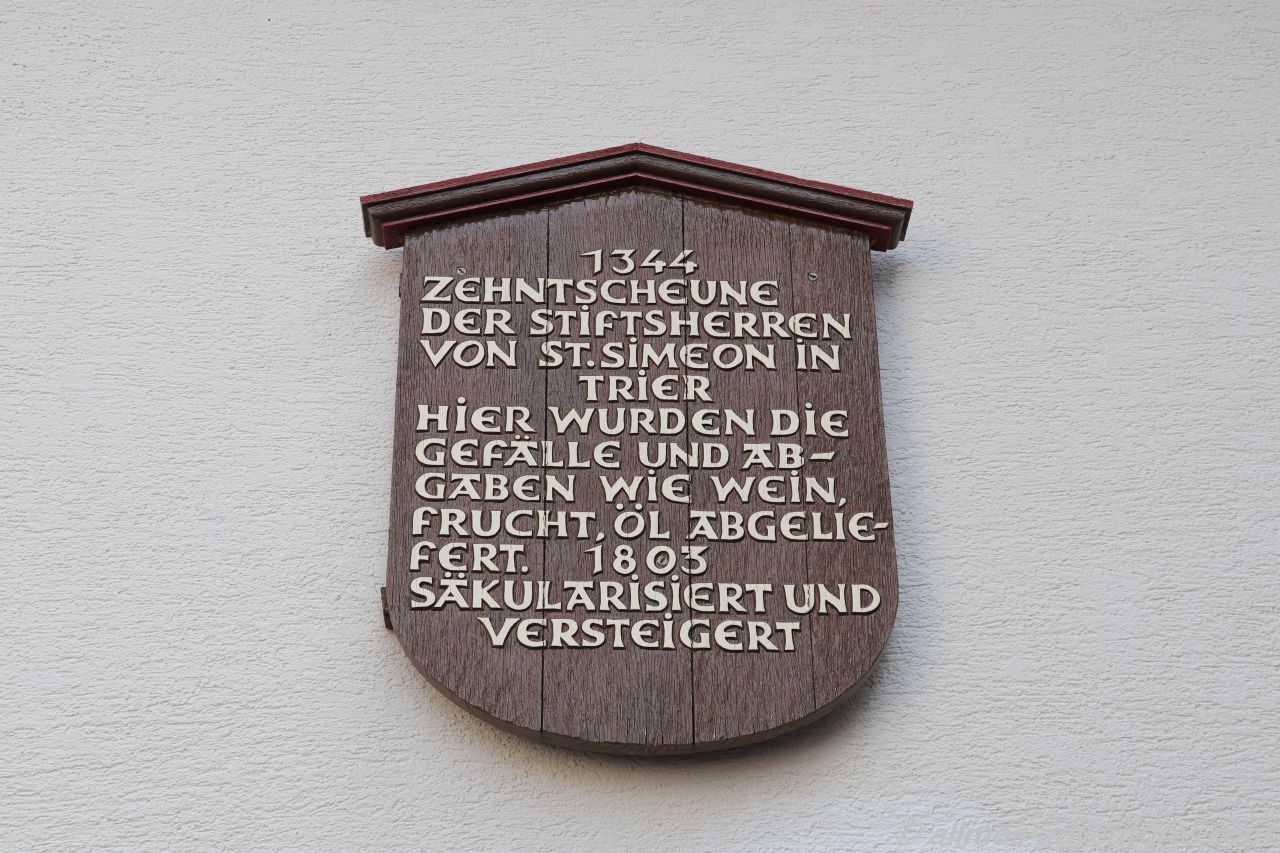 1344
ZEHNTSCHEUNE
DER STIFTSHERREN
VON ST. SIMEON IN
TRIER
HIER WURDEN DIE
GEFÄLLE UND AB-
GABEN WIE WEIN,
FRUCHT, ÖL ABGELIE-
FERT. 1803
SÄKULARISIERT UND
VERSTEIGERT